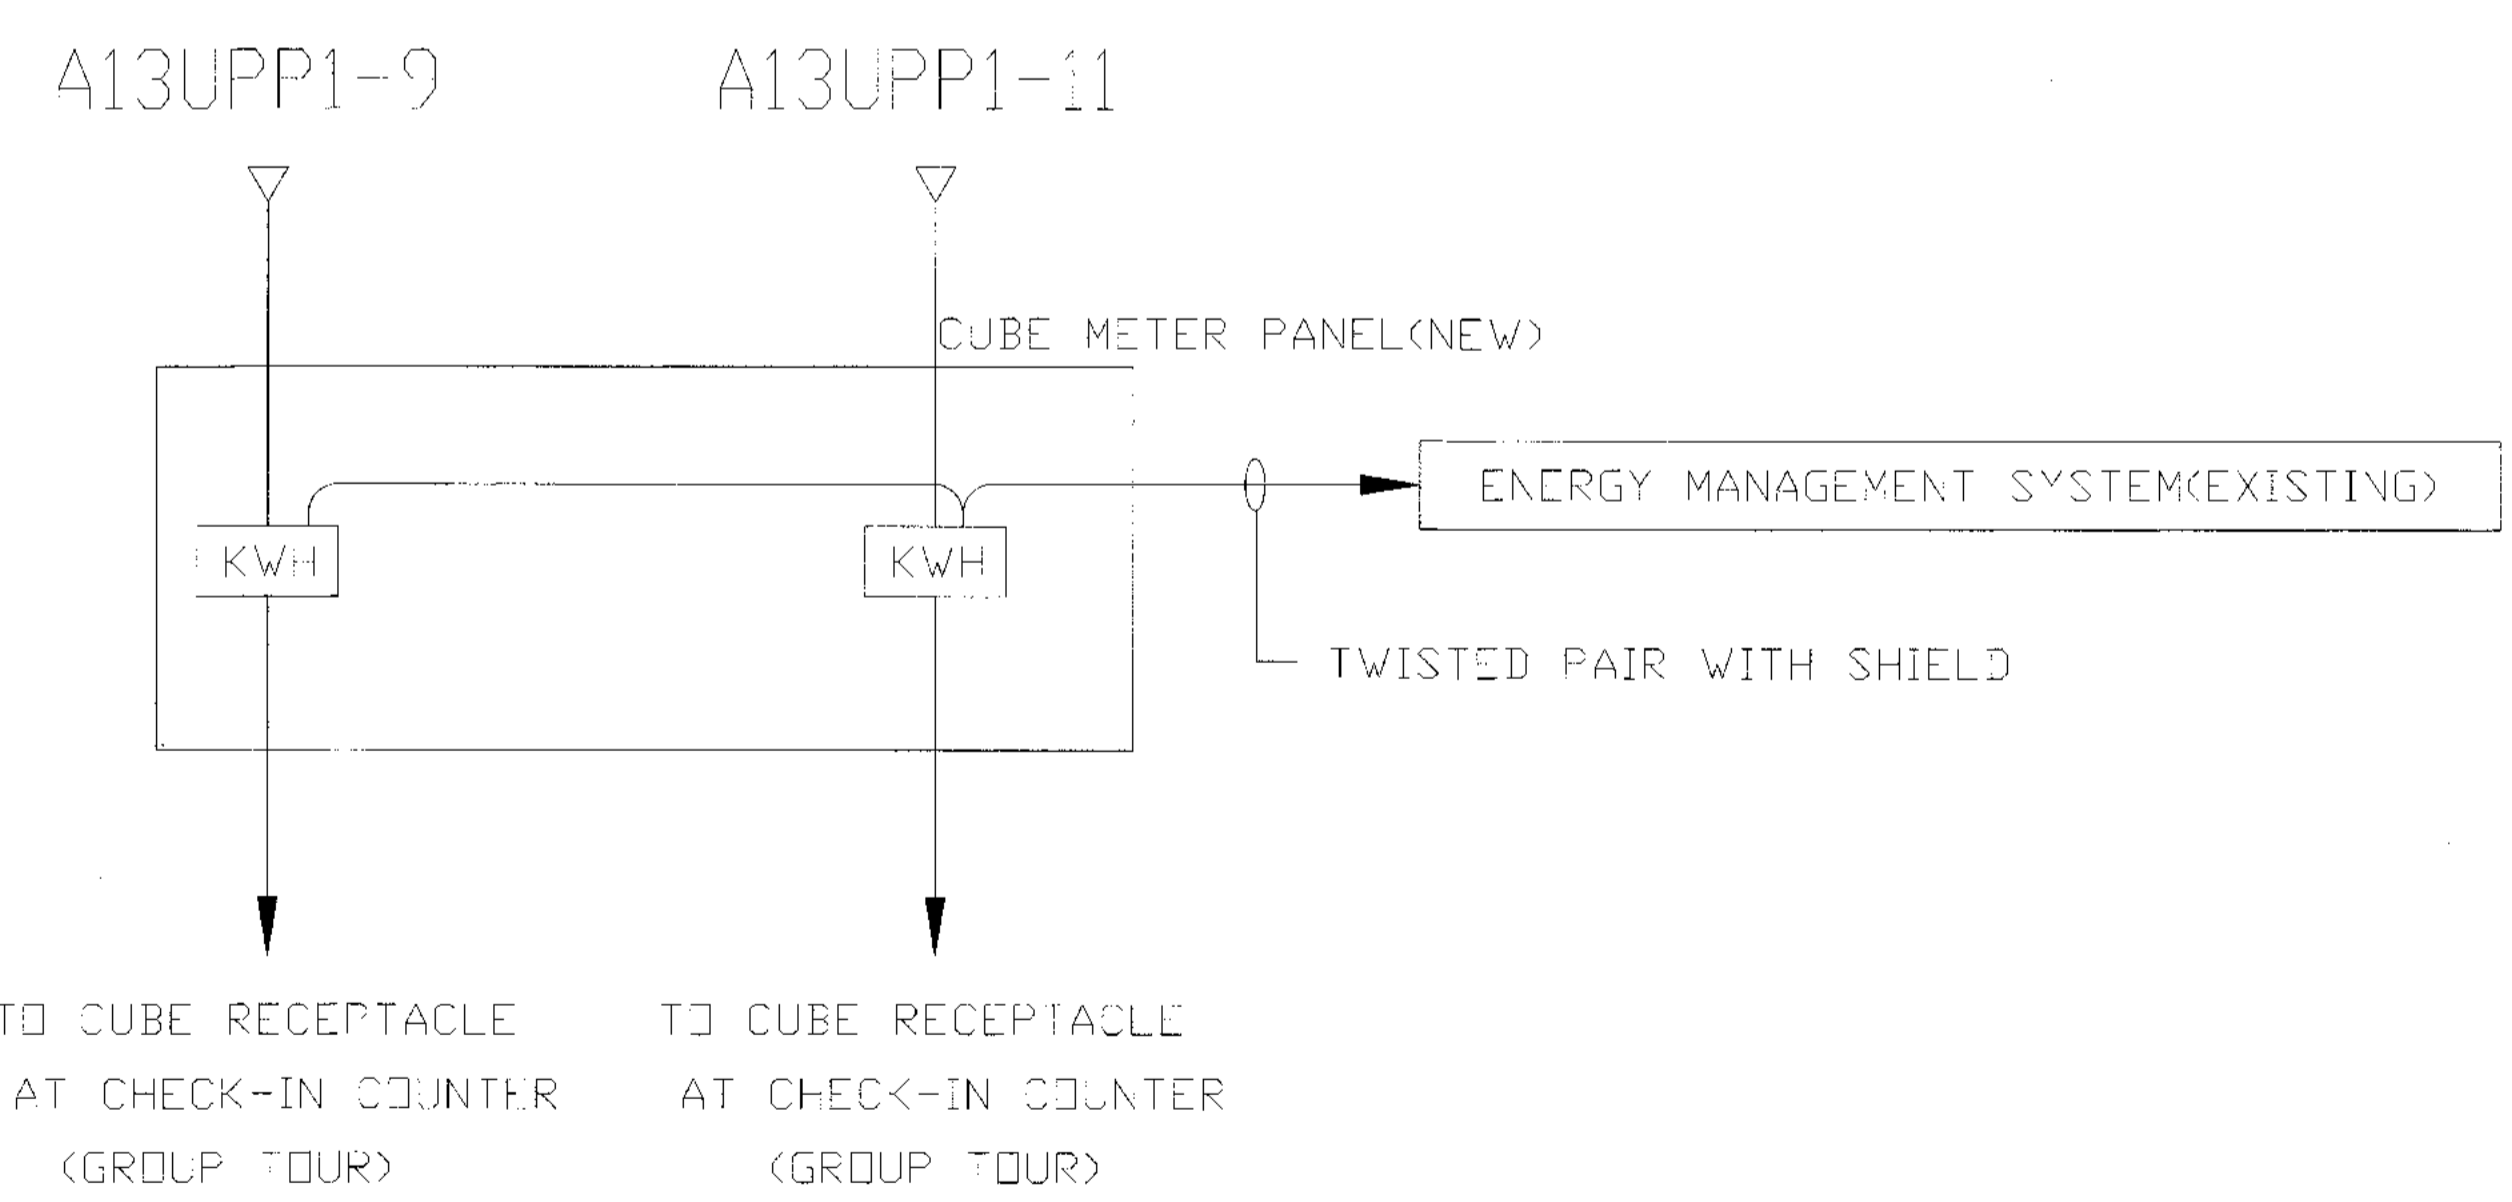 A13UPP1-9
A13UPP1-11
CUBE METER PANEL(NEW)
ENERGY MANAGEMENT SYSTEM(EXISTING)
KWH
KWH
TWISTED PAIR WITH SHIELD
TO CUBE RECEPTACLE
AT CHECK-IN COUNTER
(GROUP TOUR)
TO CUBE RECEPTACLE
AT CHECK-IN COUNTER
(GROUP TOUR)